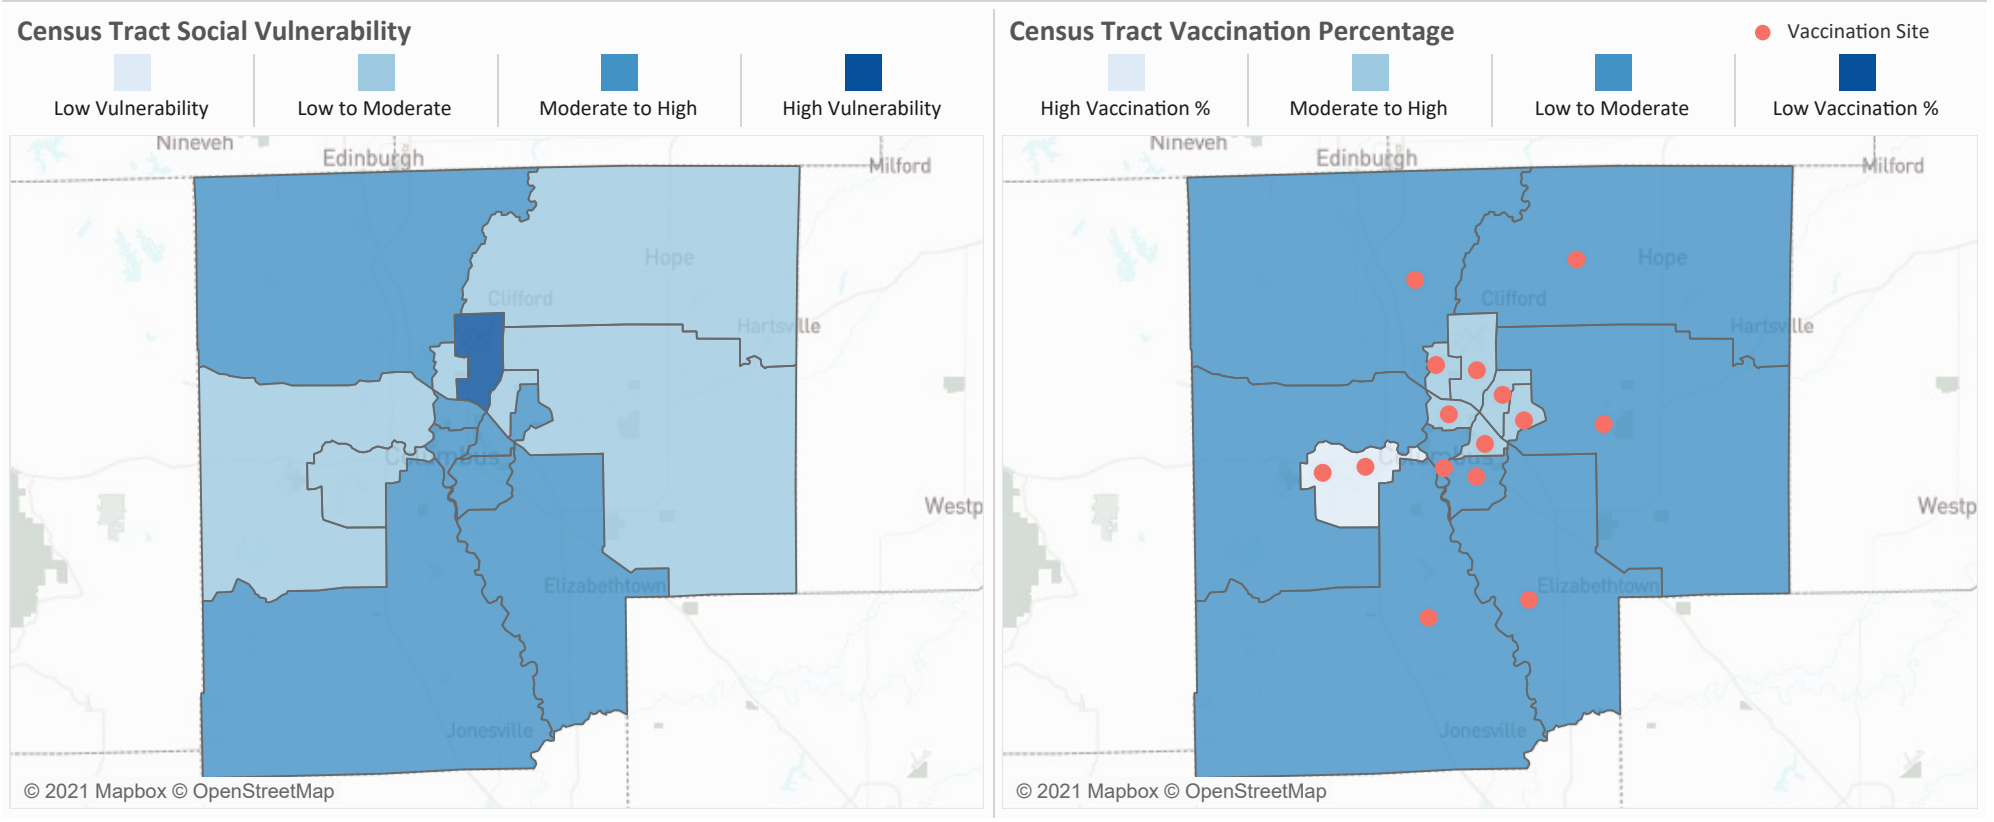 Census Tract Social Vulnerability
Low Vulnerability
Low to Moderate
Moderate to High
High Vulnerability
Nineveh
Edinburgh
Milford
Hope
Clifford
Hartsville
Columbus
Westp
Elizabethtown
Jonesville
© 2021 Mapbox © OpenStreetMap
Census Tract Vaccination Percentage
Vaccination Site
High Vaccination %
Moderate to High
Low to Moderate
Low Vaccination %
Nineveh
Edinburgh
Milford
Hope
Clifford
Hartsville
Columbus
Westp
Elizabethtown
Jonesville
© 2021 Mapbox © OpenStreetMap